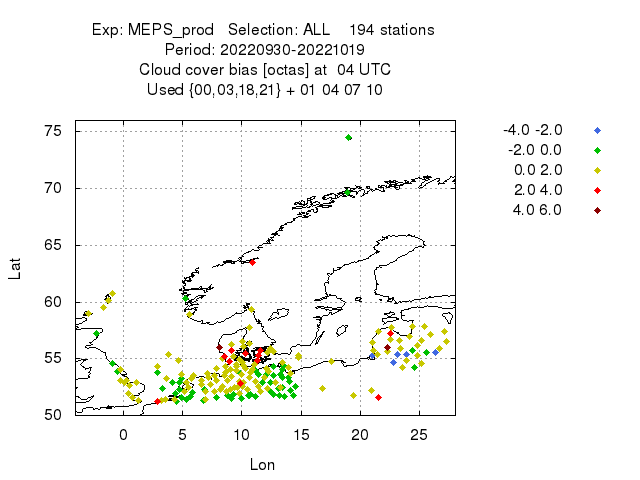 Exp: MEPS_prod   Selection: ALL    194 stations
Period: 20220930-20221019
Cloud cover bias [octas] at  04 UTC
Used {00,03,18,21} + 01 04 07 10
-4.0 -2.0
-2.0 0.0
0.0 2.0
2.0 4.0
4.0 6.0
75
70
65
60
55
50
Lat
0 5 10 15 20 25
Lon